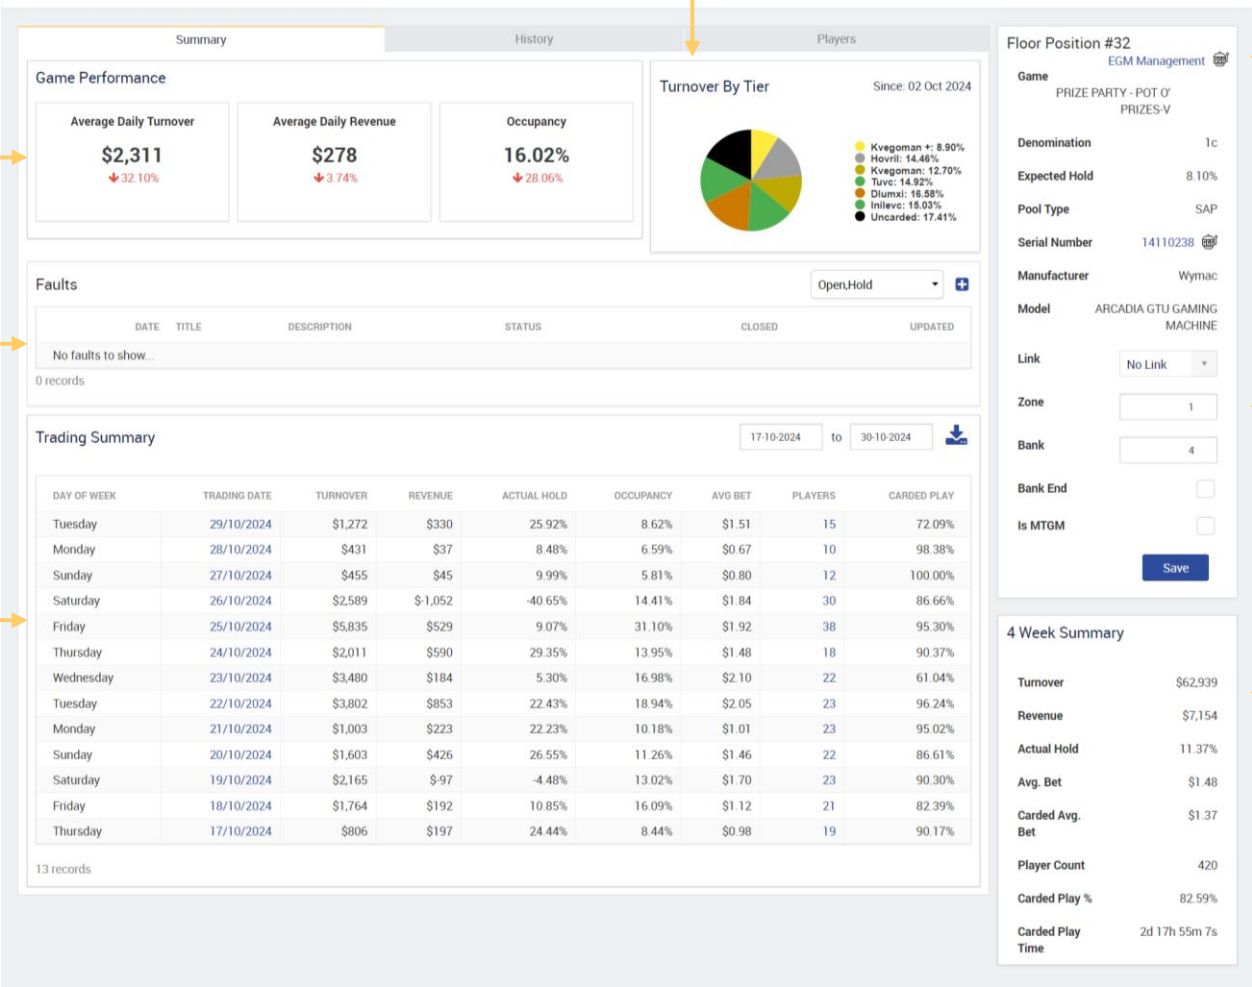 Summary
History
Players
Game Performance
Average Daily Turnover
$2,311
32.10%
Average Daily Revenue
$278
3.74%
Occupancy
16.02%
28.06%
Turnover By Tier
Since: 02 Oct 2024
Kvegoman +: 8.90%
Hovril: 14.46%
Kvegoman: 12.70%
Tuvc: 14.92%
Dlumxi: 16.58%
Inilevc: 15.03%
Uncarded: 17.41%
Faults
Open,Hold
DATE TITLE DESCRIPTION STATUS CLOSED UPDATED
No faults to show...
0 records
Trading Summary
17-10-2024 to 30-10-2024
DAY OF WEEK TRADING DATE TURNOVER REVENUE ACTUAL HOLD OCCUPANCY AVG BET PLAYERS CARDED PLAY
Tuesday 29/10/2024 $1,272 $330 25.92% 8.62% $1.51 15 72.09%
Monday 28/10/2024 $431 $37 8.48% 6.59% $0.67 10 98.38%
Sunday 27/10/2024 $455 $45 9.99% 5.81% $0.80 12 100.00%
Saturday 26/10/2024 $2,589 $-1,052 -40.65% 14.41% $1.84 30 86.66%
Friday 25/10/2024 $5,835 $529 9.07% 31.10% $1.92 38 95.30%
Thursday 24/10/2024 $2,011 $590 29.35% 13.95% $1.48 18 90.37%
Wednesday 23/10/2024 $3,480 $184 5.30% 16.98% $2.10 22 61.04%
Tuesday 22/10/2024 $3,802 $853 22.43% 18.94% $2.05 23 96.24%
Monday 21/10/2024 $1,003 $223 22.23% 10.18% $1.01 23 95.02%
Sunday 20/10/2024 $1,603 $426 26.55% 11.26% $1.46 22 86.61%
Saturday 19/10/2024 $2,165 $-97 -4.48% 13.02% $1.70 23 90.30%
Friday 18/10/2024 $1,764 $192 10.85% 16.09% $1.12 21 82.39%
Thursday 17/10/2024 $806 $197 24.44% 8.44% $0.98 19 90.17%
13 records
Floor Position #32
EGM Management
Game
PRIZE PARTY - POT O'
PRIZES-V
Denomination 1c
Expected Hold 8.10%
Pool Type SAP
Serial Number 14110238
Manufacturer Wymac
Model ARCADIA GTU GAMING
MACHINE
Link No Link
Zone 1
Bank 4
Bank End
Is MTGM
Save
4 Week Summary
Turnover $62,939
Revenue $7,154
Actual Hold 11.37%
Avg. Bet $1.48
Carded Avg. $1.37
Bet
Player Count 420
Carded Play % 82.59%
Carded Play 2d 17h 55m 7s
Time